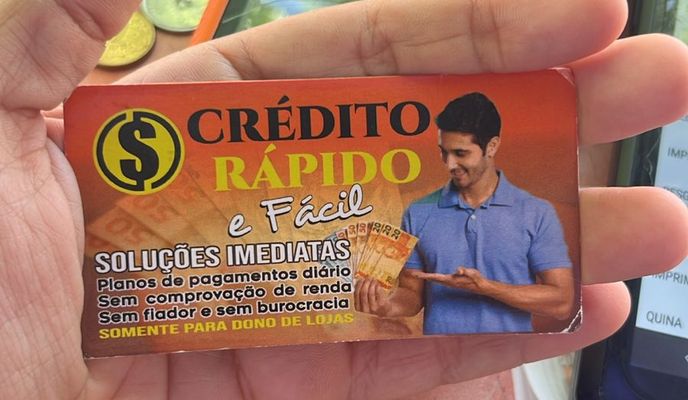 $
CRÉDITO
RÁPIDO
e Fácil
SOLUÇÕES IMEDIATAS
Planos de pagamentos diário
Sem comprovação de renda
Sem fiador e sem burocracia
SOMENTE PARA DONO DE LOJAS
QUINA